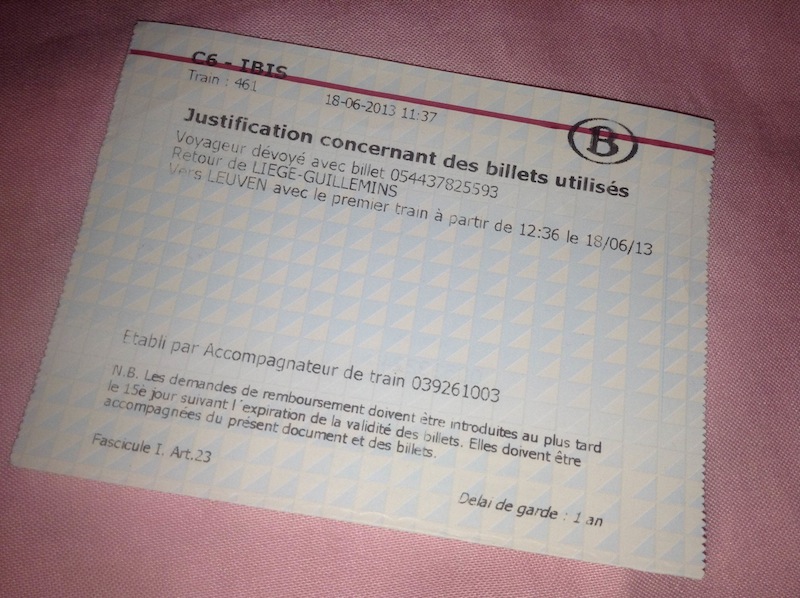 C6 - IBIS
Train : 461
18-06-2013 11:37
B
Justification concernant des billets utilisés
Voyageur dévoyé avec billet 054437825593
Retour de LIEGE-GUILLEMINS
Vers LEUVEN avec le premier train à partir de 12:36 le 18/06/13
Etabli par Accompagnateur de train 039261003
N.B. Les demandes de remboursement doivent être introduites au plus tard
le 15è jour suivant l´expiration de la validité des billets. Elles doivent être
accompagnées du présent document et des billets.
Fascicule I. Art.23
Delai de garde : 1 an